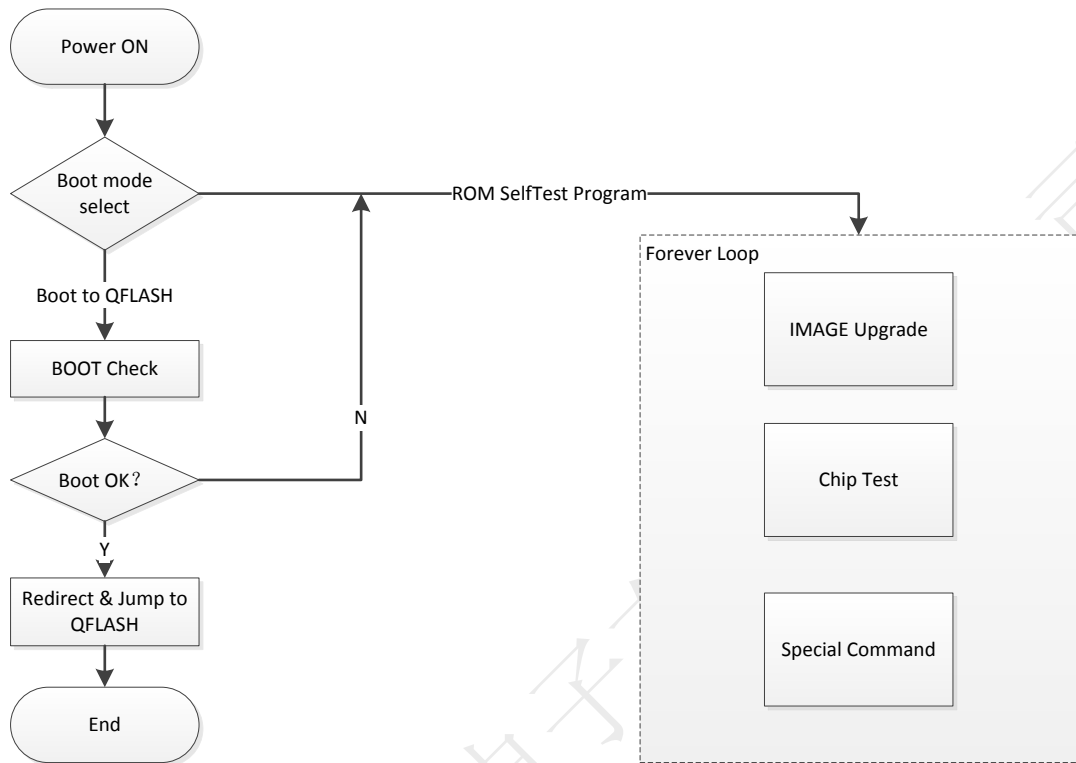 Power ON
Boot mode
select
ROM SelfTest Program
Boot to QFLASH
BOOT Check
N
Boot OK？
Y
Redirect & Jump to
QFLASH
End
Forever Loop
IMAGE Upgrade
Chip Test
Special Command